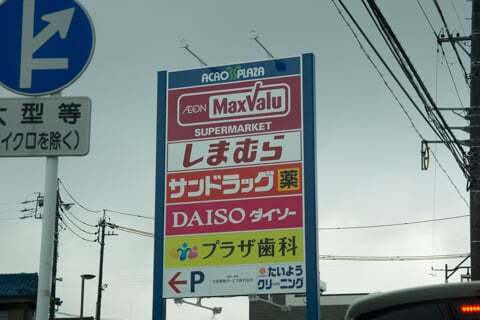 大型等
(マイクロを除く)
ACAO PLAZA
AEON MaxValu
SUPERMARKET
しまむら
サンドラッグ 薬
DAISO ダイソー
プラザ歯科
←P
たいよう
クリーニング